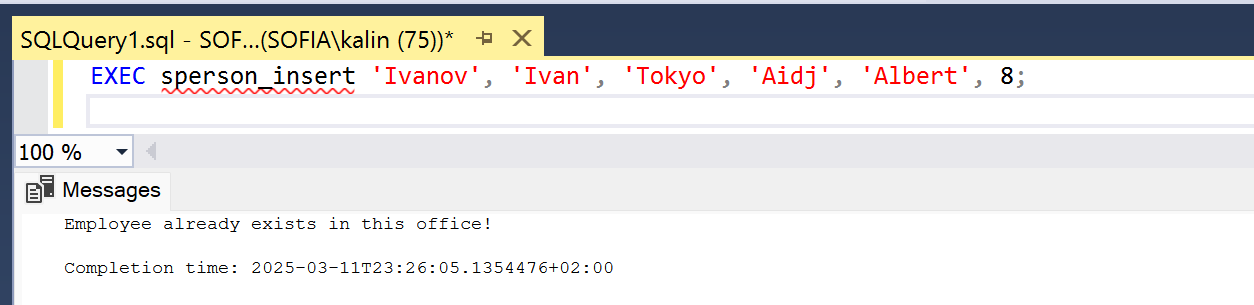 SQLQuery1.sql - SOF...(SOFIA\kalin (75))*
EXEC sperson_insert 'Ivanov', 'Ivan', 'Tokyo', 'Aidj', 'Albert', 8;
100 %
Messages
Employee already exists in this office!
Completion time: 2025-03-11T23:26:05.1354476+02:00